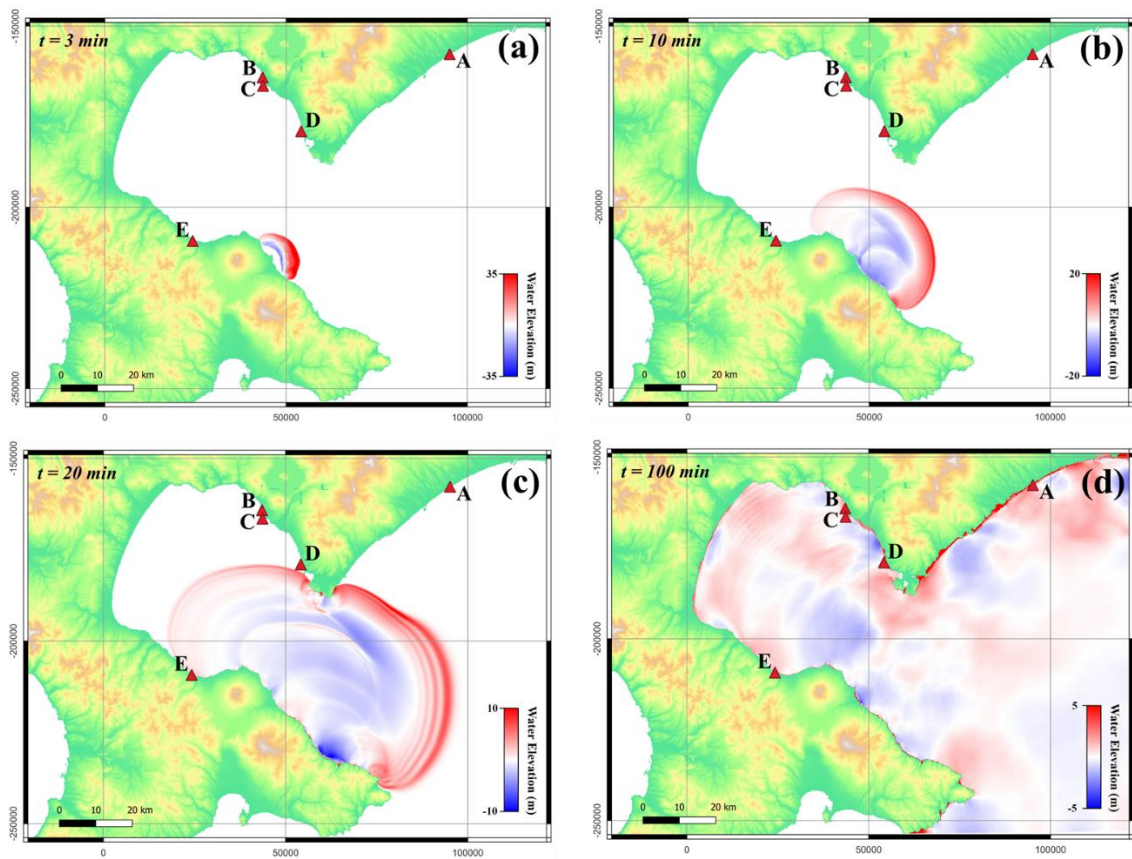 t = 3 min
(a)
-150000
-200000
-250000
A
B
C
D
E
35
-35
Water Elevation (m)
0 10 20 km
0 50000 100000
t = 10 min
(b)
-150000
-200000
-250000
A
B
C
D
E
20
-20
Water Elevation (m)
0 10 20 km
0 50000 100000
t = 20 min
(c)
-150000
-200000
-250000
A
B
C
D
E
10
-10
Water Elevation (m)
0 10 20 km
0 50000 100000
t = 100 min
(d)
-150000
-200000
-250000
A
B
C
D
E
5
-5
Water Elevation (m)
0 10 20 km
0 50000 100000